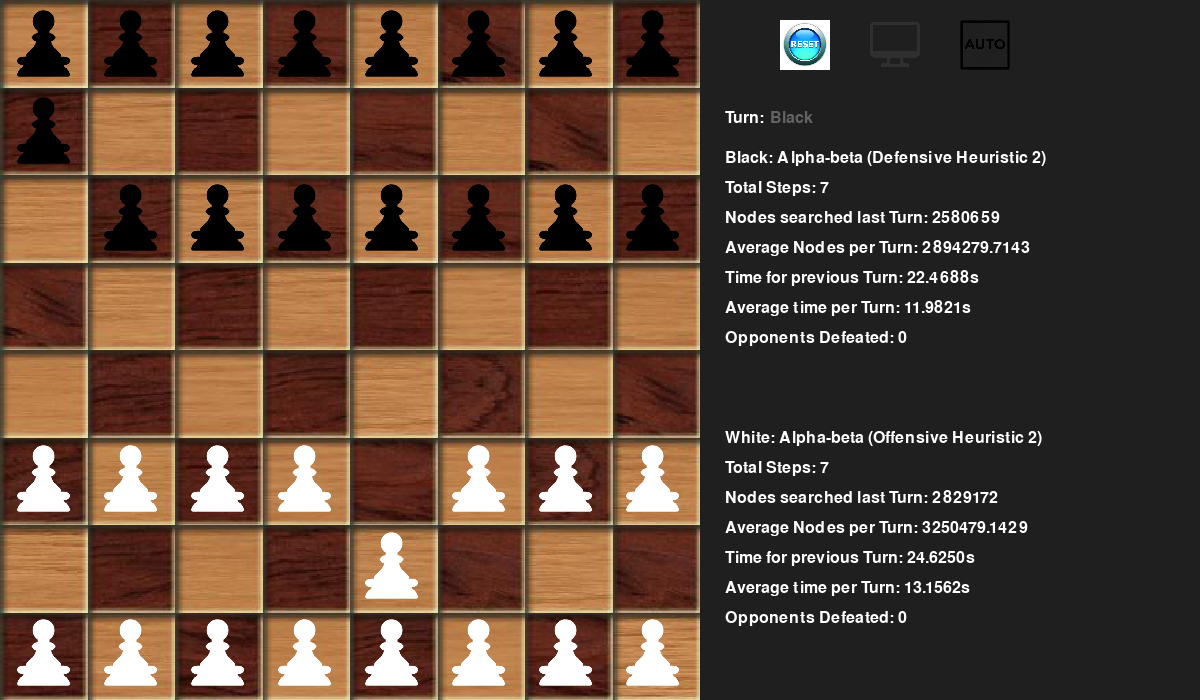 RESET
AUTO
Turn: Black
Black: Alpha-beta (Defensive Heuristic 2)
Total Steps: 7
Nodes searched last Turn: 2580659
Average Nodes per Turn: 2894279.7143
Time for previous Turn: 22.4688s
Average time per Turn: 11.9821s
Opponents Defeated: 0
White: Alpha-beta (Offensive Heuristic 2)
Total Steps: 7
Nodes searched last Turn: 2829172
Average Nodes per Turn: 3250479.1429
Time for previous Turn: 24.6250s
Average time per Turn: 13.1562s
Opponents Defeated: 0